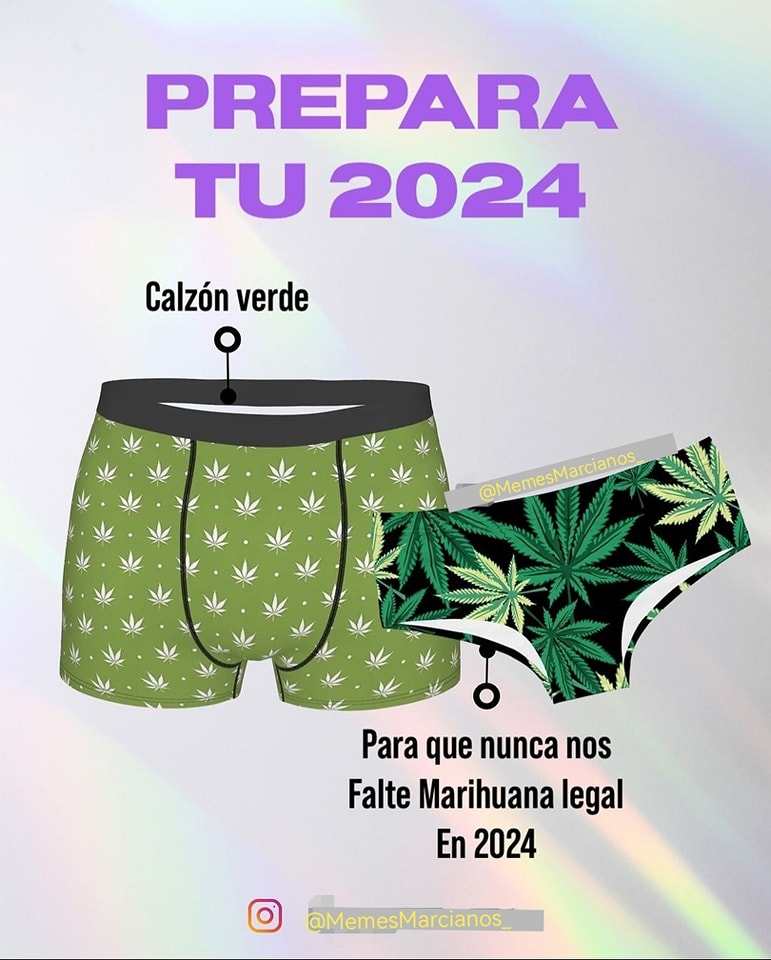 PREPARA
TU 2024
Calzón verde
@MemesMarcianos_
Para que nunca nos
Falte Marihuana legal
En 2024
@MemesMarcianos_